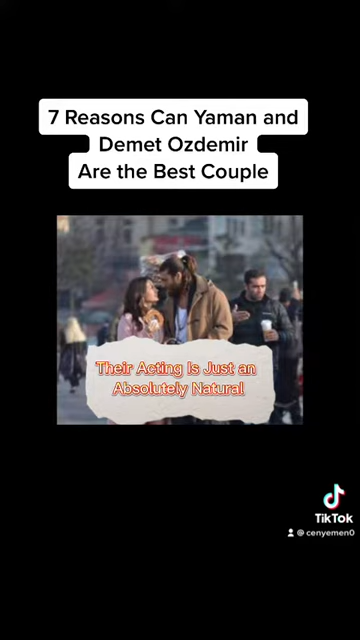 7 Reasons Can Yaman and
Demet Ozdemir
Are the Best Couple
Their Acting Is Just an
Absolutely Natural
TikTok
@ cenyemen0